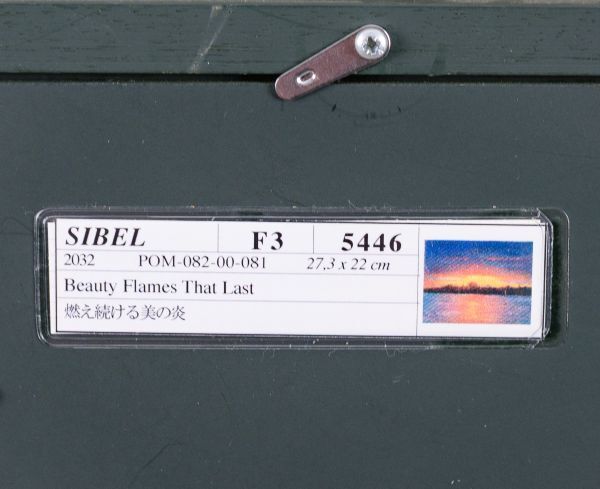 SIBEL F3 5446
2032 POM-082-00-081 27,3 x 22 cm
Beauty Flames That Last
燃え続ける美の炎